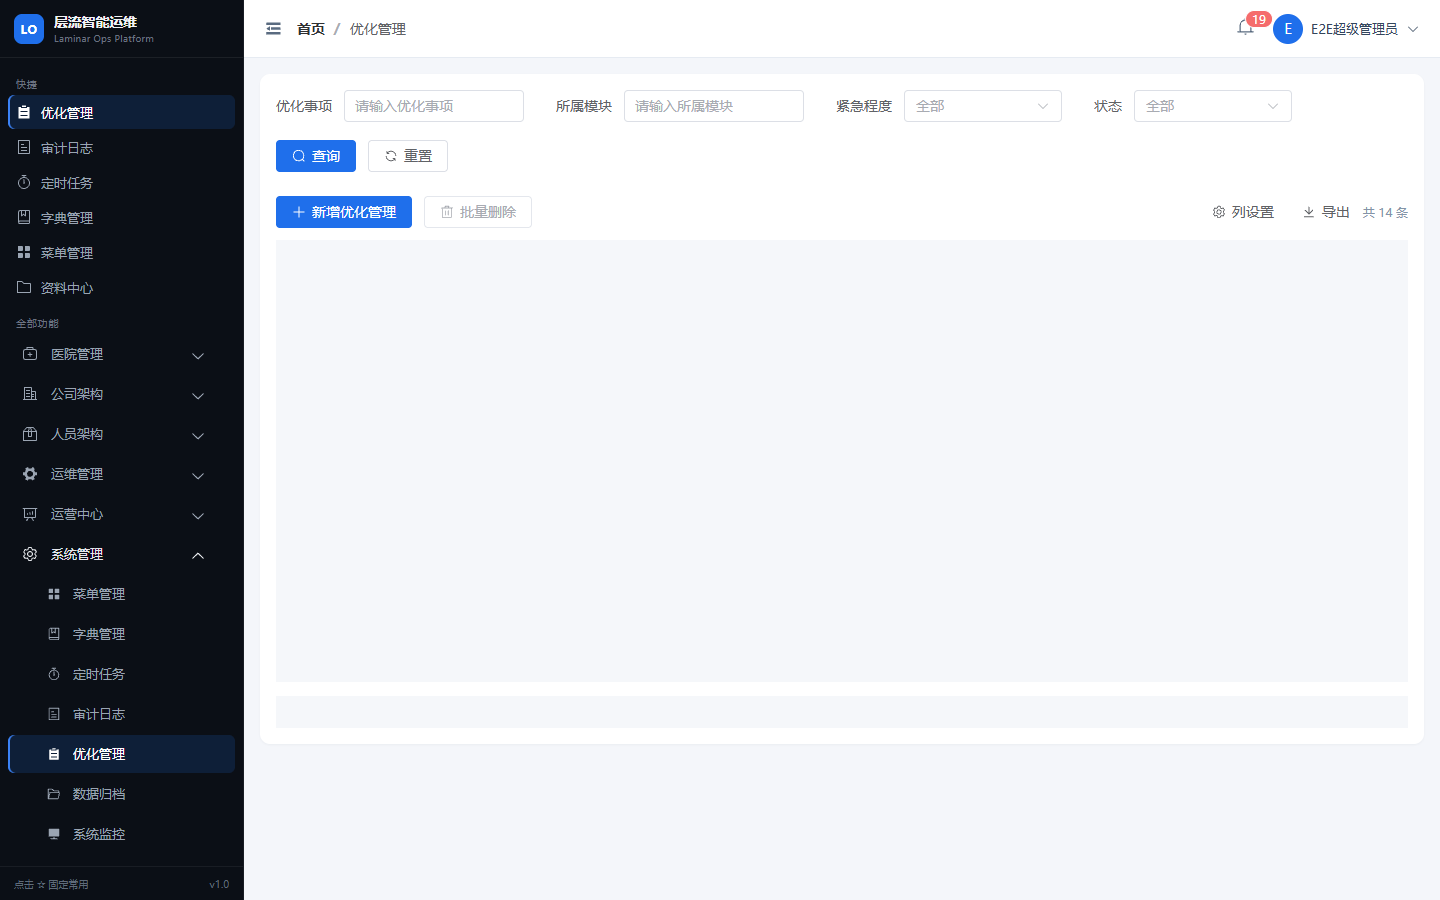 LO
层流智能运维
Laminar Ops Platform
快捷
优化管理
审计日志
定时任务
字典管理
菜单管理
资料中心
全部功能
医院管理
公司架构
人员架构
运维管理
运营中心
系统管理
菜单管理
字典管理
定时任务
审计日志
优化管理
数据归档
系统监控
点击 ☆ 固定常用 v1.0
首页 / 优化管理
19
E E2E超级管理员
优化事项 请输入优化事项 所属模块 请输入所属模块 紧急程度 全部 状态 全部
查询 重置
新增优化管理 批量删除 列设置 导出 共 14 条